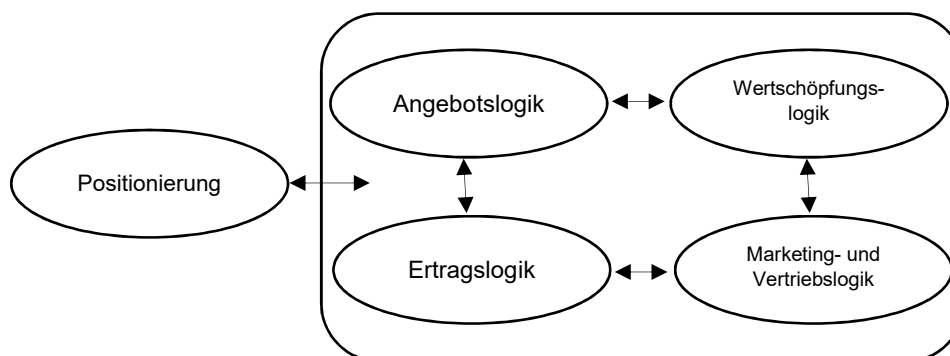 Angebotslogik
Wertschöpfungs-
logik
Positionierung
Ertragslogik
Marketing- und
Vertriebslogik